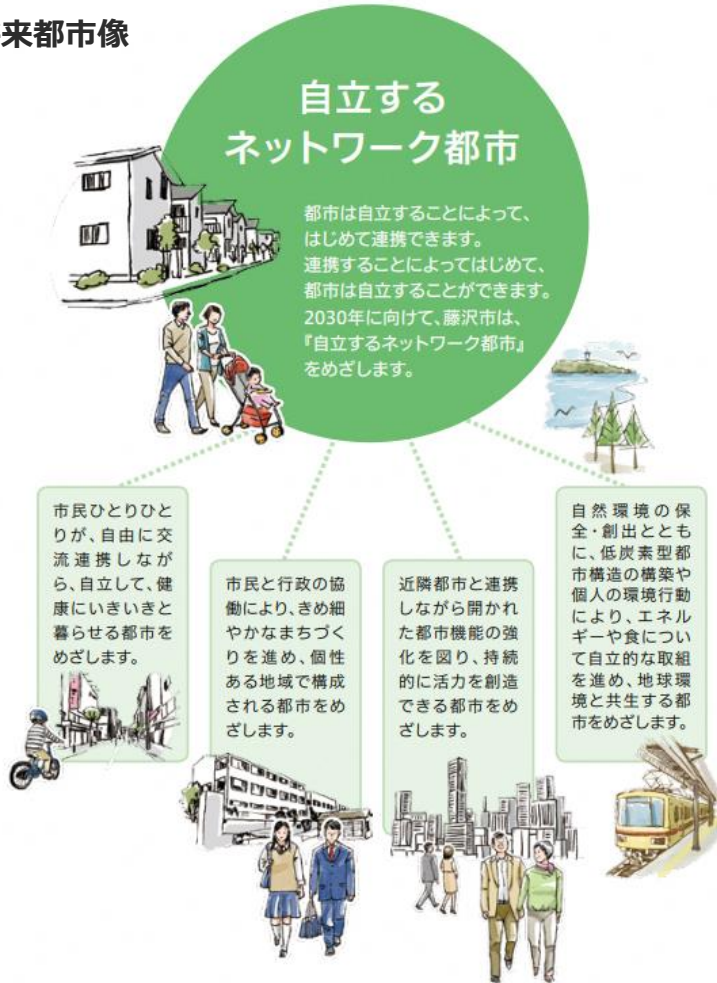 来都市像
自立する
ネットワーク都市
都市は自立することによって、
はじめて連携できます。
連携することによってはじめて、
都市は自立することができます。
2030年に向けて、藤沢市は、
『自立するネットワーク都市』
をめざします。
市民ひとりひと
りが、自由に交
流連携しなが
ら、自立して、健
康にいきいきと
暮らせる都市を
めざします。
市民と行政の協
働により、きめ細
やかなまちづく
りを進め、個性
ある地域で構成
される都市をめ
ざします。
近隣都市と連携
しながら開かれ
た都市機能の強
化を図り、持続
的に活力を創造
できる都市をめ
ざします。
自然環境の保
全・創出ととも
に、低炭素型都
市構造の構築や
個人の環境行動
により、エネル
ギーや食につい
て自立的な取組
を進め、地球環
境と共生する都
市をめざします。